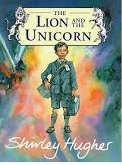 THE
LION AND THE
UNICORN
Shirley Hughes